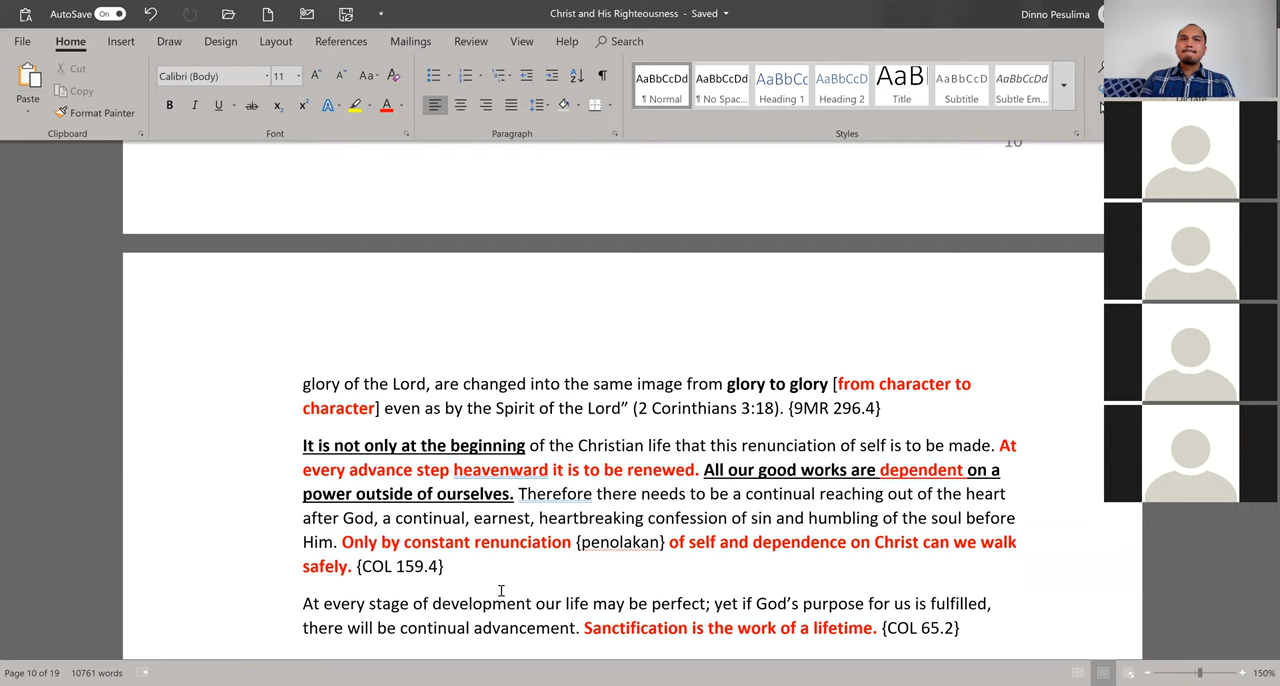 AutoSave On Christ and His Righteousness - Saved Dinno Pesulima
File Home Insert Draw Design Layout References Mailings Review View Help Search
Paste Cut Copy Format Painter
Calibri (Body) 11
AaBbCcDd AaBbCcDd AaBbCc AaBbCcD AaB AaBbCcD AaBbCcDd
¶ Normal ¶ No Spac... Heading 1 Heading 2 Title Subtitle Subtle Em... Dictate
Clipboard Font Paragraph Styles
10
glory of the Lord, are changed into the same image from glory to glory [from character to
character] even as by the Spirit of the Lord” (2 Corinthians 3:18). {9MR 296.4}
It is not only at the beginning of the Christian life that this renunciation of self is to be made. At
every advance step heavenward it is to be renewed. All our good works are dependent on a
power outside of ourselves. Therefore there needs to be a continual reaching out of the heart
after God, a continual, earnest, heartbreaking confession of sin and humbling of the soul before
Him. Only by constant renunciation {penolakan} of self and dependence on Christ can we walk
safely. {COL 159.4}
At every stage of development our life may be perfect; yet if God’s purpose for us is fulfilled,
there will be continual advancement. Sanctification is the work of a lifetime. {COL 65.2}
Page 10 of 19 10761 words 150%